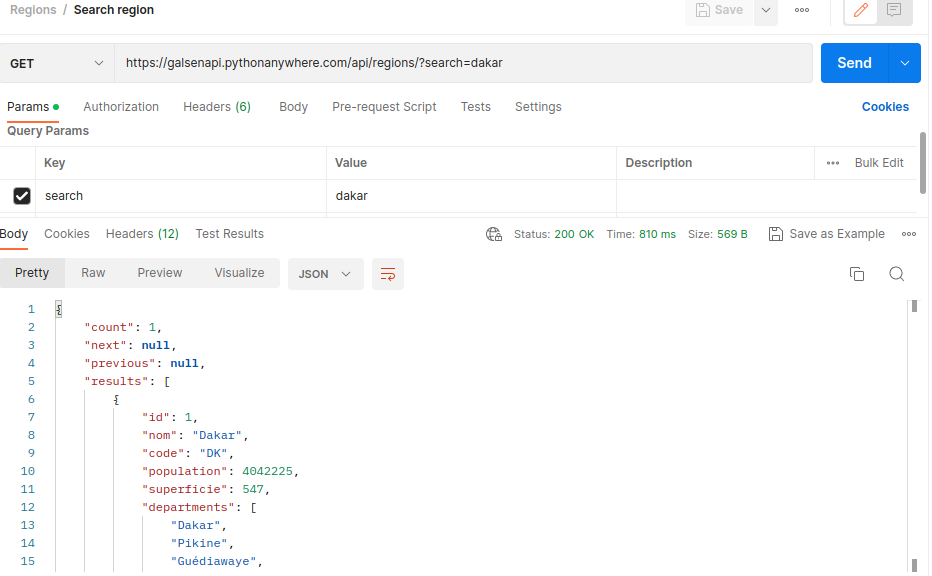 Regions / Search region
Save
GET https://galsenapi.pythonanywhere.com/api/regions/?search=dakar Send
Params Authorization Headers (6) Body Pre-request Script Tests Settings Cookies
Query Params
Key Value Description Bulk Edit
search dakar
Body Cookies Headers (12) Test Results Status: 200 OK Time: 810 ms Size: 569 B Save as Example
Pretty Raw Preview Visualize JSON
1 {
2 "count": 1,
3 "next": null,
4 "previous": null,
5 "results": [
6 {
7 "id": 1,
8 "nom": "Dakar",
9 "code": "DK",
10 "population": 4042225,
11 "superficie": 547,
12 "departments": [
13 "Dakar",
14 "Pikine",
15 "Guédiawaye",